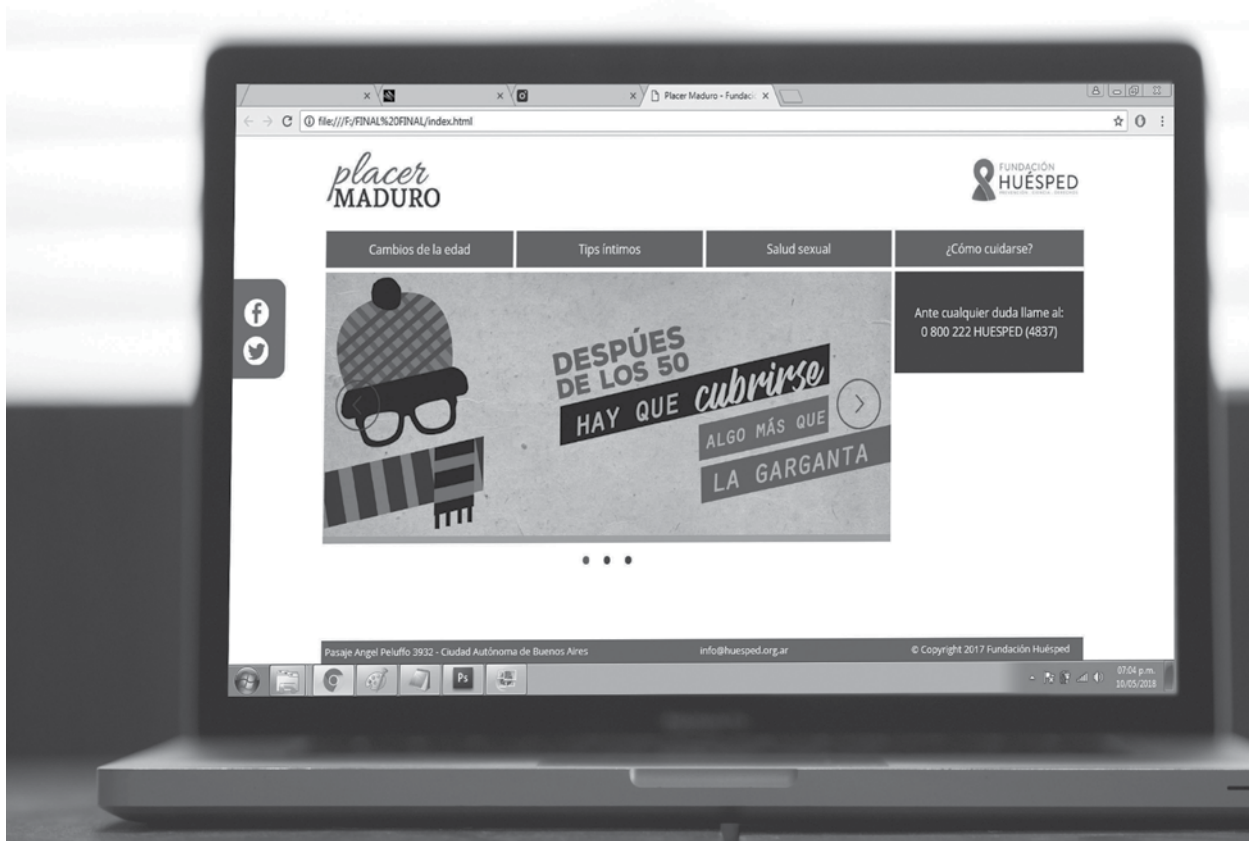 Placer Maduro - Fundaci
file:///F:/FINAL%20FINAL/index.html
placer
MADURO
FUNDACIÓN
HUÉSPED
Cambios de la edad
Tips íntimos
Salud sexual
¿Cómo cuidarse?
Ante cualquier duda llame al:
0 800 222 HUESPED (4837)
DESPÚES
DE LOS 50
HAY QUE cubrirse
ALGO MÁS QUE
LA GARGANTA
Pasaje Angel Peluffo 3932 - Ciudad Autónoma de Buenos Aires
info@huesped.org.ar
© Copyright 2017 Fundación Huésped
Ps
07:04 p.m.
10/05/2018